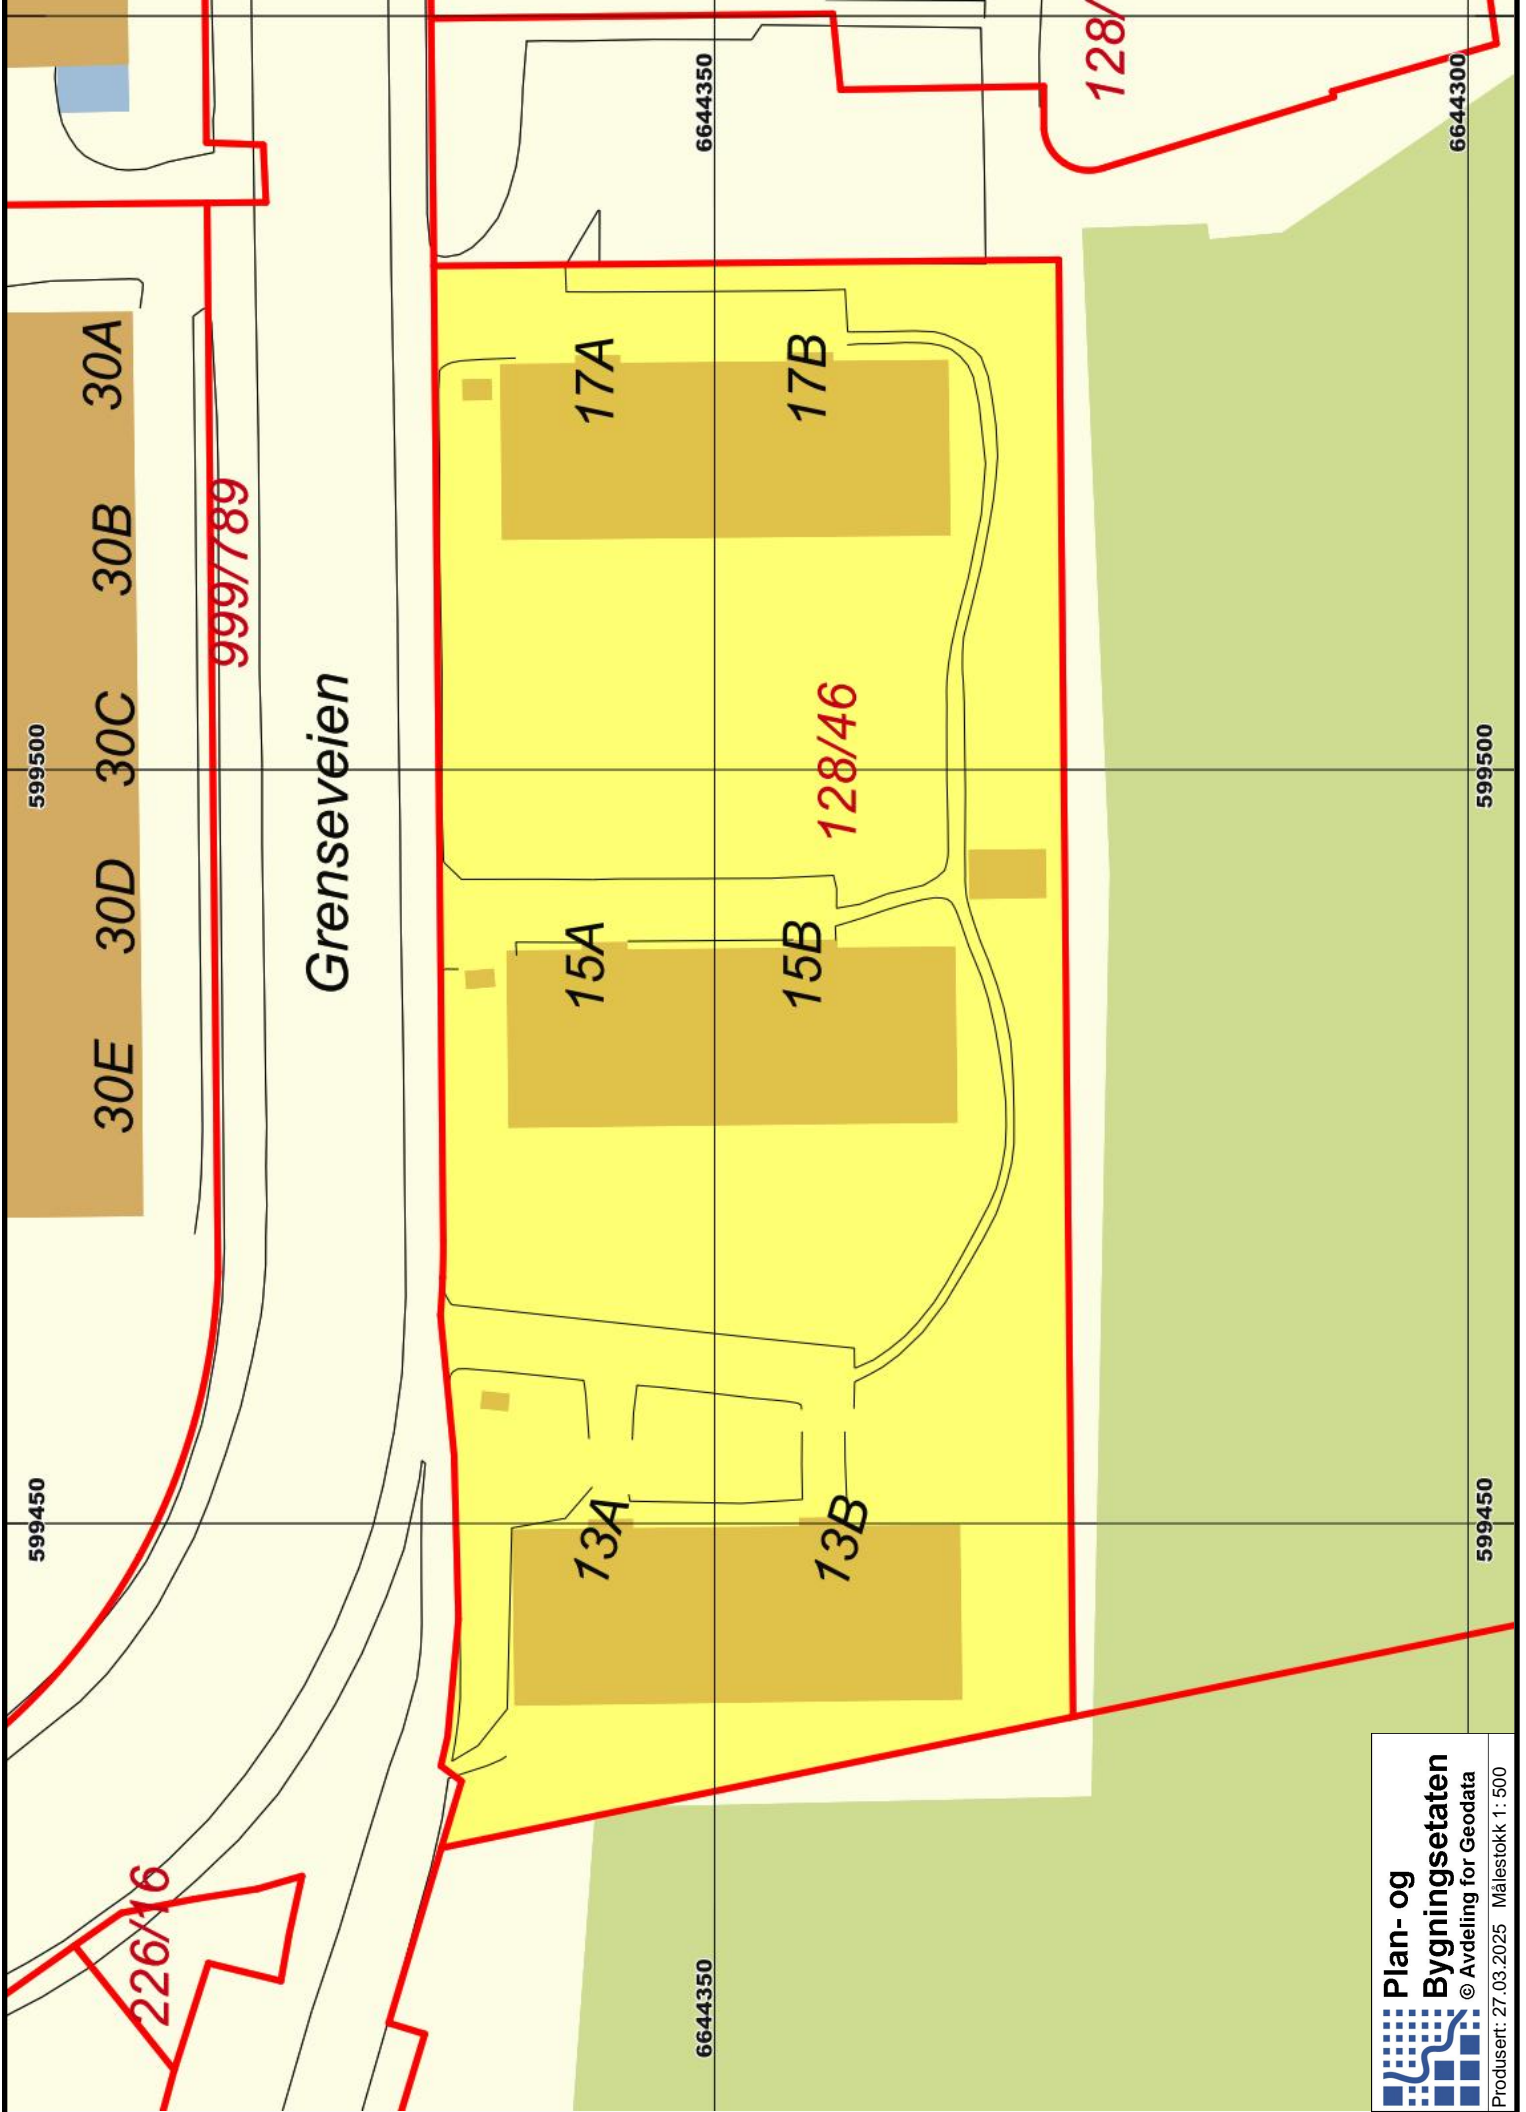 599450
599500
226/16
30E
30D
30C
30B
30A
999/789
Grenseveien
13A
15A
17A
6644350
6644350
13B
15B
17B
128/46
128/
6644300
599450
599500
Plan- og
Bygningsetaten
© Avdeling for Geodata
Produsert: 27.03.2025 Målestokk 1: 500